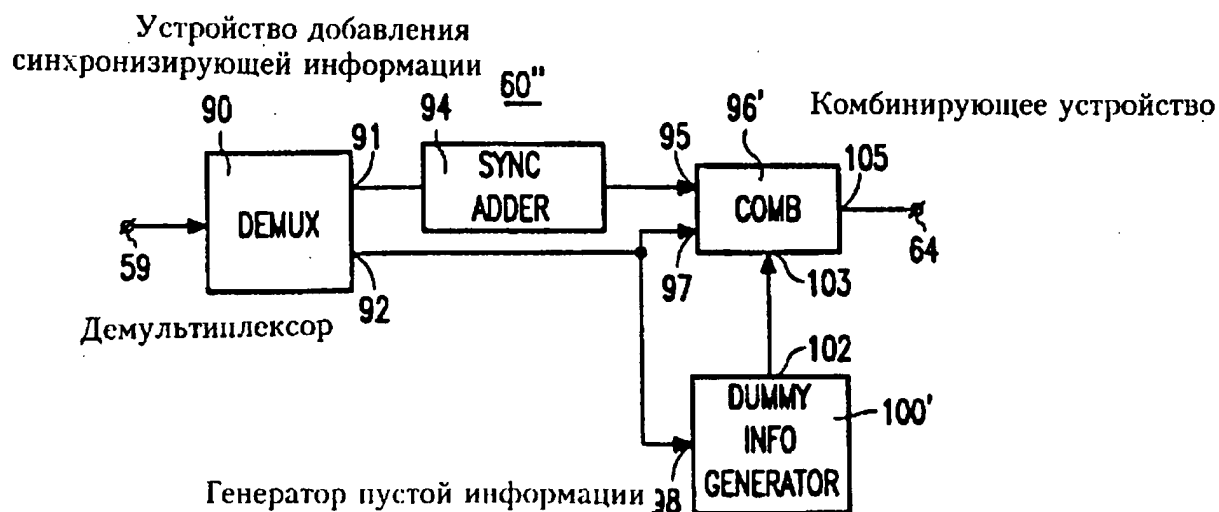 Устройство добавления
синхронизирующей информации
60''
Комбинирующее устройство
90
91
94
95
96'
105
SYNC
ADDER
DEMUX
COMB
59
92
97
103
64
Демультиплексор
102
DUMMY
INFO
GENERATOR
100'
Генератор пустой информации
98